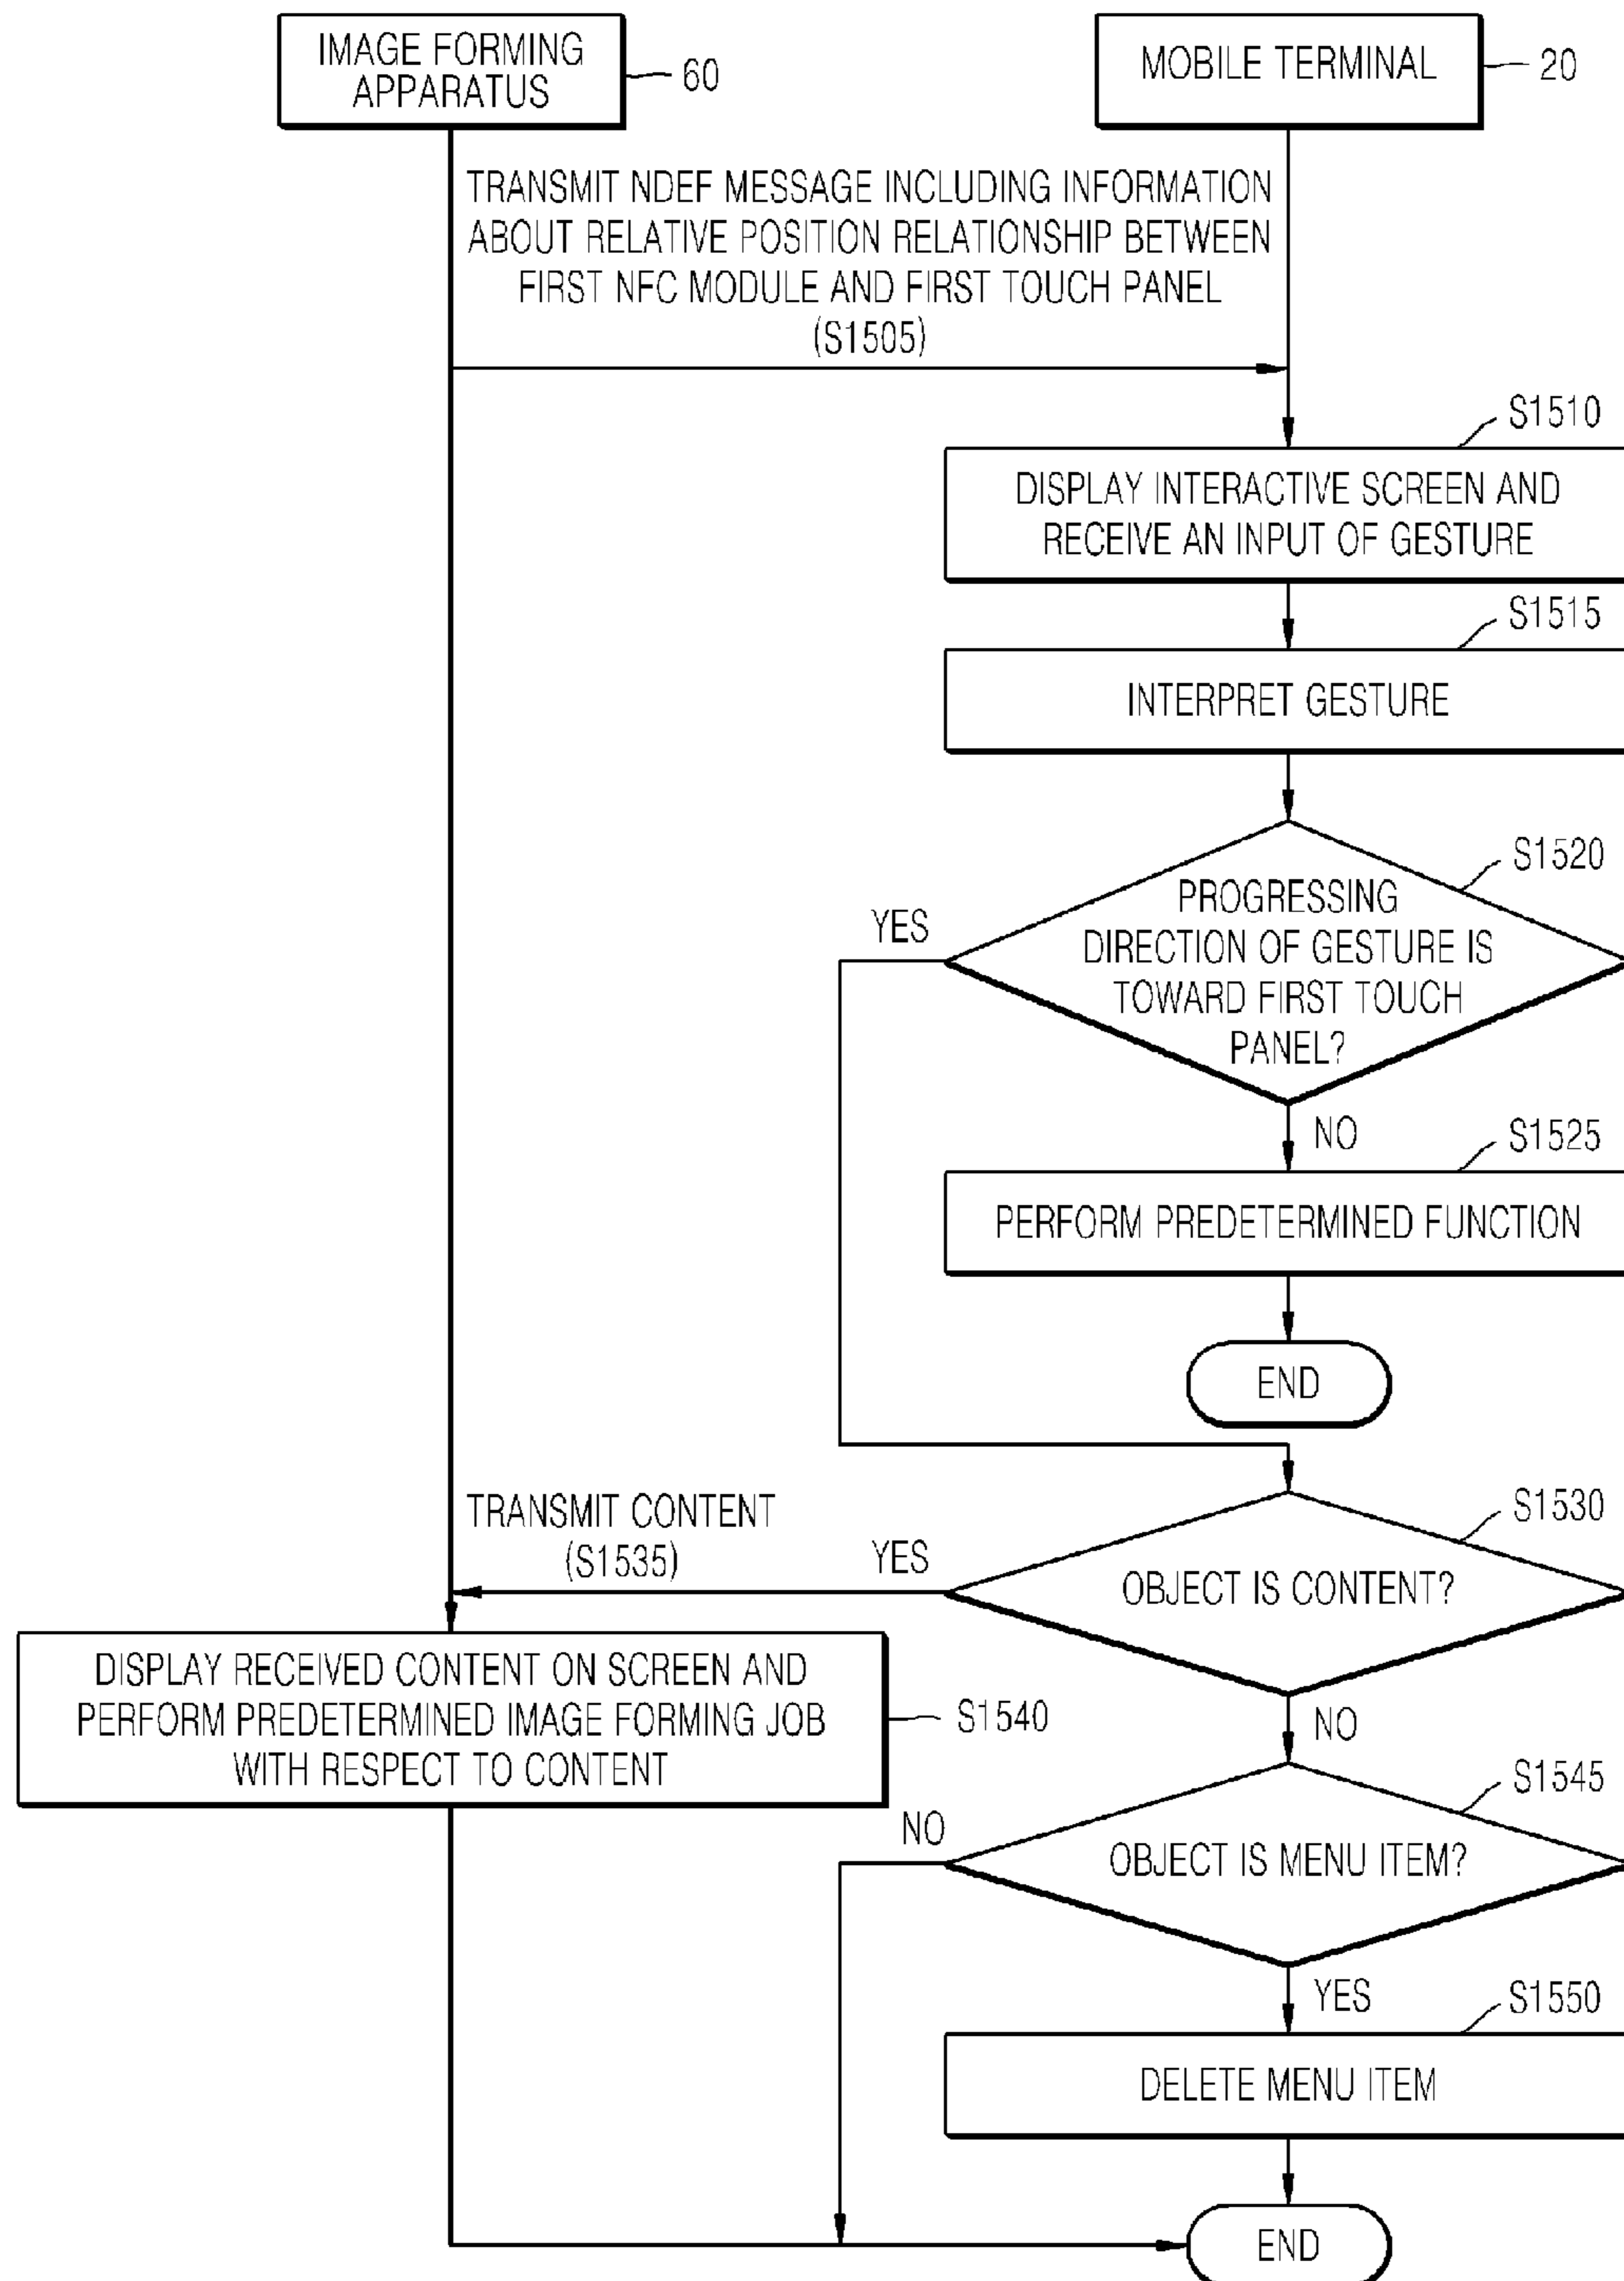 IMAGE FORMING
APPARATUS
60
MOBILE TERMINAL
20
TRANSMIT NDEF MESSAGE INCLUDING INFORMATION
ABOUT RELATIVE POSITION RELATIONSHIP BETWEEN
FIRST NFC MODULE AND FIRST TOUCH PANEL
(S1505)
S1510
DISPLAY INTERACTIVE SCREEN AND
RECEIVE AN INPUT OF GESTURE
S1515
INTERPRET GESTURE
S1520
PROGRESSING
DIRECTION OF GESTURE IS
TOWARD FIRST TOUCH
PANEL?
YES
NO
S1525
PERFORM PREDETERMINED FUNCTION
END
TRANSMIT CONTENT
(S1535)
YES
S1530
OBJECT IS CONTENT?
NO
DISPLAY RECEIVED CONTENT ON SCREEN AND
PERFORM PREDETERMINED IMAGE FORMING JOB
WITH RESPECT TO CONTENT
S1540
S1545
NO
OBJECT IS MENU ITEM?
YES
S1550
DELETE MENU ITEM
END